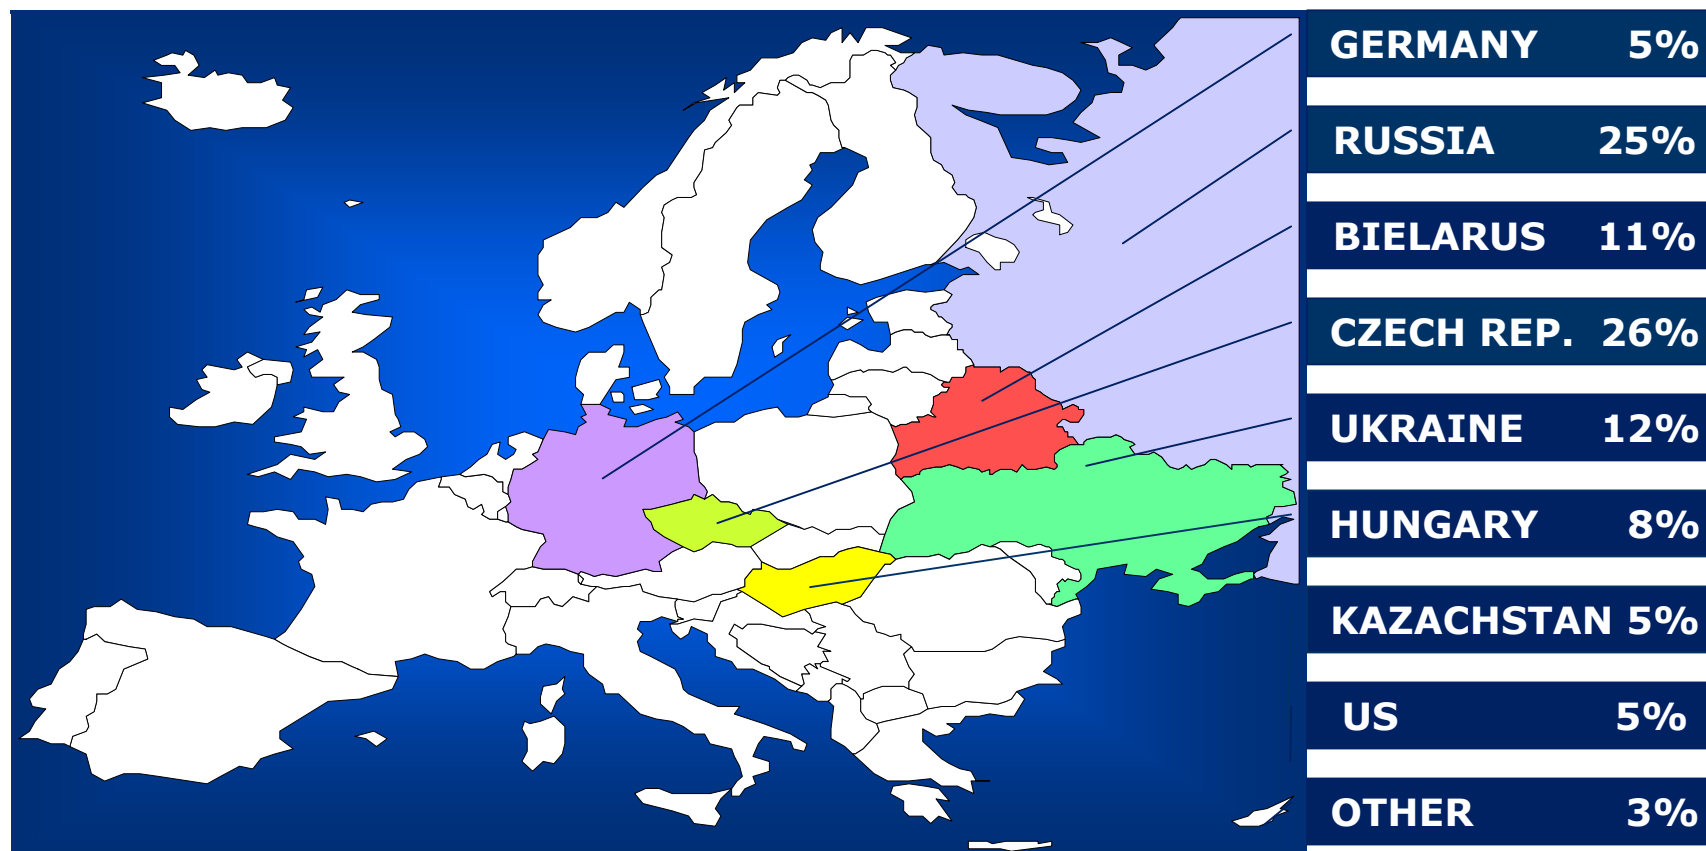 GERMANY 5%
RUSSIA 25%
BIELARUS 11%
CZECH REP. 26%
UKRAINE 12%
HUNGARY 8%
KAZACHSTAN 5%
US 5%
OTHER 3%